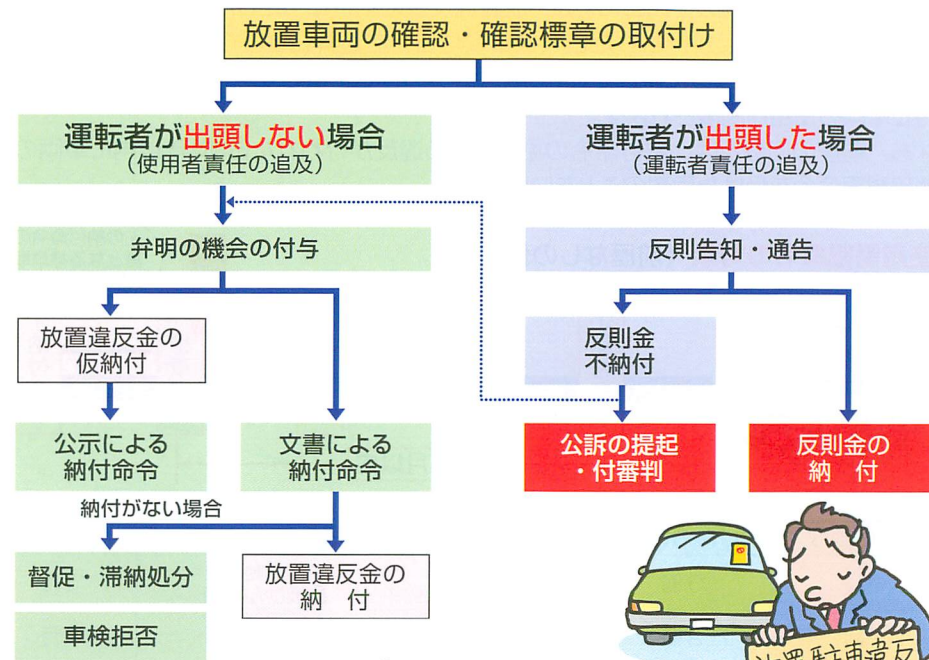 放置車両の確認・確認標章の取付け
運転者が出頭しない場合
(使用者責任の追及)
運転者が出頭した場合
(運転者責任の追及)
弁明の機会の付与
反則告知・通告
放置違反金の
仮納付
反則金
不納付
公示による
納付命令
文書による
納付命令
公訴の提起
・付審判
反則金の
納 付
納付がない場合
督促・滞納処分
放置違反金の
納 付
車検拒否
放置駐車違反